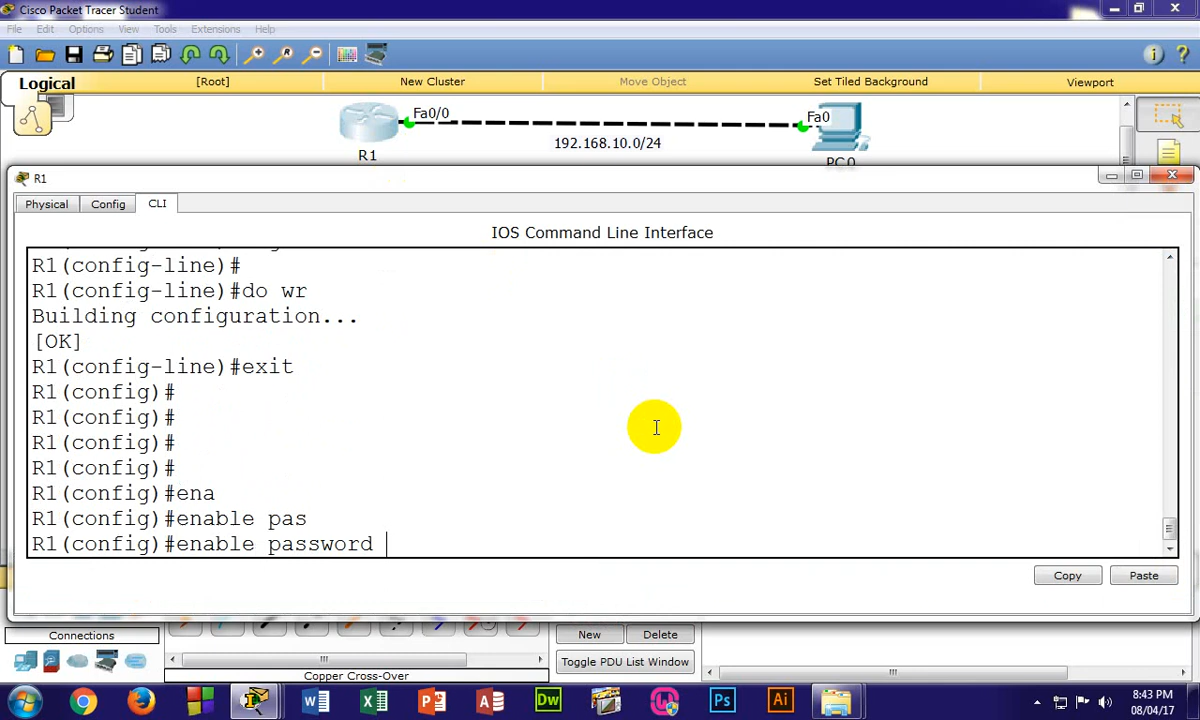 Cisco Packet Tracer Student
File Edit Options View Tools Extensions Help
Logical [Root] New Cluster Move Object Set Tiled Background Viewport
Fa0/0 Fa0
192.168.10.0/24
R1 PC0
R1
Physical Config CLI
IOS Command Line Interface
R1(config-line)#
R1(config-line)#do wr
Building configuration...
[OK]
R1(config-line)#exit
R1(config)#
R1(config)#
R1(config)#
R1(config)#
R1(config)#ena
R1(config)#enable pas
R1(config)#enable password
Copy Paste
Connections New Delete
Toggle PDU List Window
Copper Cross-Over
8:43 PM
08/04/17